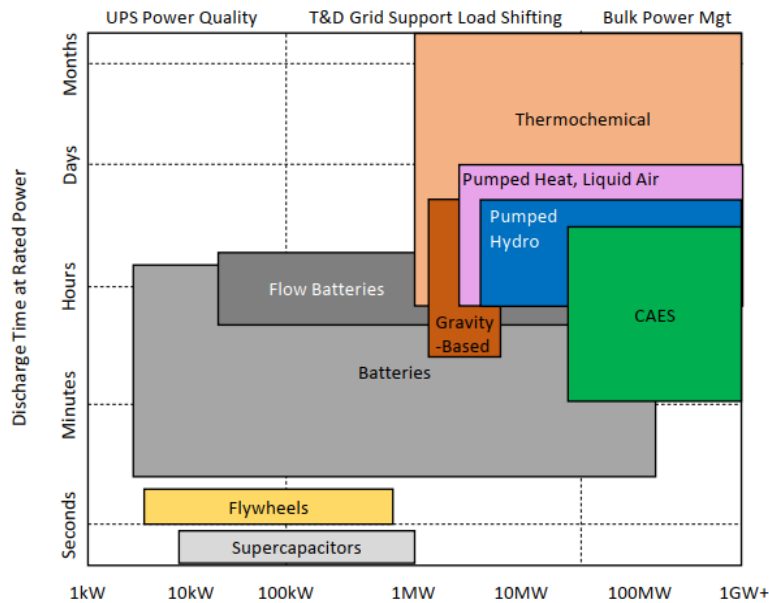 UPS Power Quality
T&D Grid Support Load Shifting
Bulk Power Mgt
Discharge Time at Rated Power
Months
Days
Hours
Minutes
Seconds
Thermochemical
Pumped Heat, Liquid Air
Pumped
Hydro
Flow Batteries
CAES
Gravity
-Based
Batteries
Flywheels
Supercapacitors
1kW
10kW
100kW
1MW
10MW
100MW
1GW+